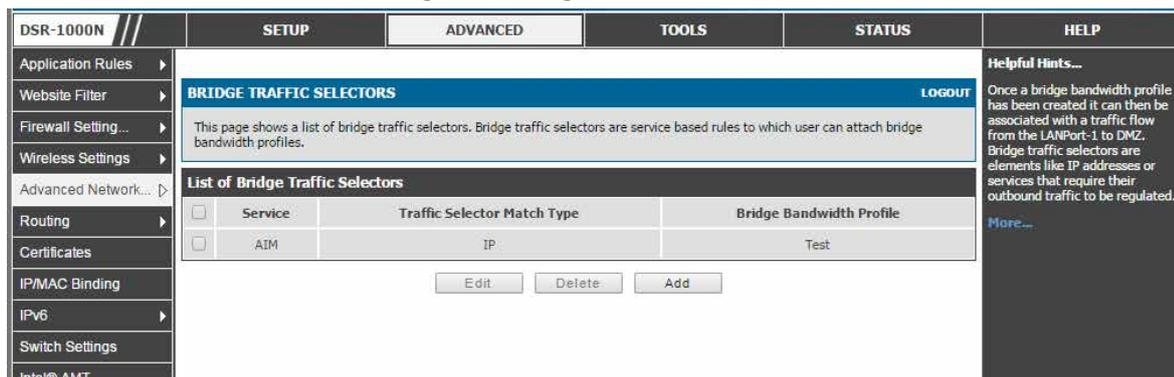 DSR-1000N
SETUP
ADVANCED
TOOLS
STATUS
HELP
Application Rules
Website Filter
Firewall Setting...
Wireless Settings
Advanced Network...
Routing
Certificates
IP/MAC Binding
IPv6
Switch Settings
Intel® AMT
BRIDGE TRAFFIC SELECTORS
LOGOUT
This page shows a list of bridge traffic selectors. Bridge traffic selectors are service based rules to which user can attach bridge
bandwidth profiles.
List of Bridge Traffic Selectors
Service Traffic Selector Match Type Bridge Bandwidth Profile
AIM IP Test
Edit Delete Add
Helpful Hints...
Once a bridge bandwidth profile
has been created it can then be
associated with a traffic flow
from the LANPort-1 to DMZ.
Bridge traffic selectors are
elements like IP addresses or
services that require their
outbound traffic to be regulated.
More...